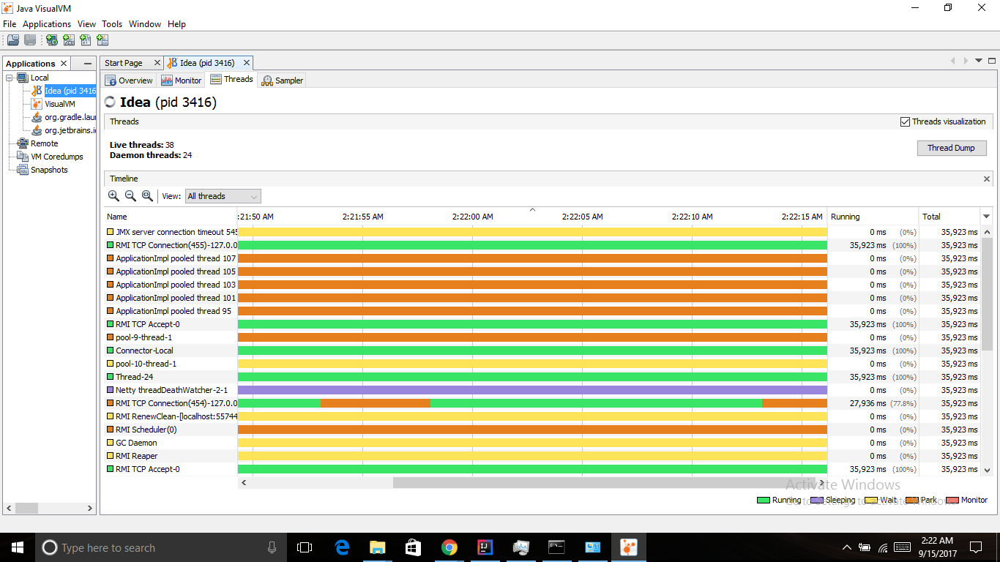 Java VisualVM
File Applications View Tools Window Help
Applications
Local
Idea (pid 3416
VisualVM
org.gradle.lau
org.jetbrains.i
Remote
VM Coredumps
Snapshots
Start Page
Idea (pid 3416)
Overview Monitor Threads Sampler
Idea (pid 3416)
Threads
Threads visualization
Live threads: 38
Daemon threads: 24
Thread Dump
Timeline
View: All threads
Name :21:50 AM 2:21:55 AM 2:22:00 AM 2:22:05 AM 2:22:10 AM 2:22:15 AM Running Total
JMX server connection timeout 545 0 ms (0%) 35,923 ms
RMI TCP Connection(455)-127.0.0 35,923 ms (100%) 35,923 ms
ApplicationImpl pooled thread 107 0 ms (0%) 35,923 ms
ApplicationImpl pooled thread 105 0 ms (0%) 35,923 ms
ApplicationImpl pooled thread 103 0 ms (0%) 35,923 ms
ApplicationImpl pooled thread 101 0 ms (0%) 35,923 ms
ApplicationImpl pooled thread 95 0 ms (0%) 35,923 ms
RMI TCP Accept-0 35,923 ms (100%) 35,923 ms
pool-9-thread-1 0 ms (0%) 35,923 ms
Connector-Local 35,923 ms (100%) 35,923 ms
pool-10-thread-1 0 ms (0%) 35,923 ms
Thread-24 35,923 ms (100%) 35,923 ms
Netty threadDeathWatcher-2-1 0 ms (0%) 35,923 ms
RMI TCP Connection(454)-127.0.0 27,936 ms (77.8%) 35,923 ms
RMI RenewClean-[localhost:55744 0 ms (0%) 35,923 ms
RMI Scheduler(0) 0 ms (0%) 35,923 ms
GC Daemon 0 ms (0%) 35,923 ms
RMI Reaper 0 ms (0%) 35,923 ms
RMI TCP Accept-0 35,923 ms (100%) 35,923 ms
Activate Windows
Go to Settings to activate Windows.
Running Sleeping Wait Park Monitor
Type here to search
2:22 AM
9/15/2017